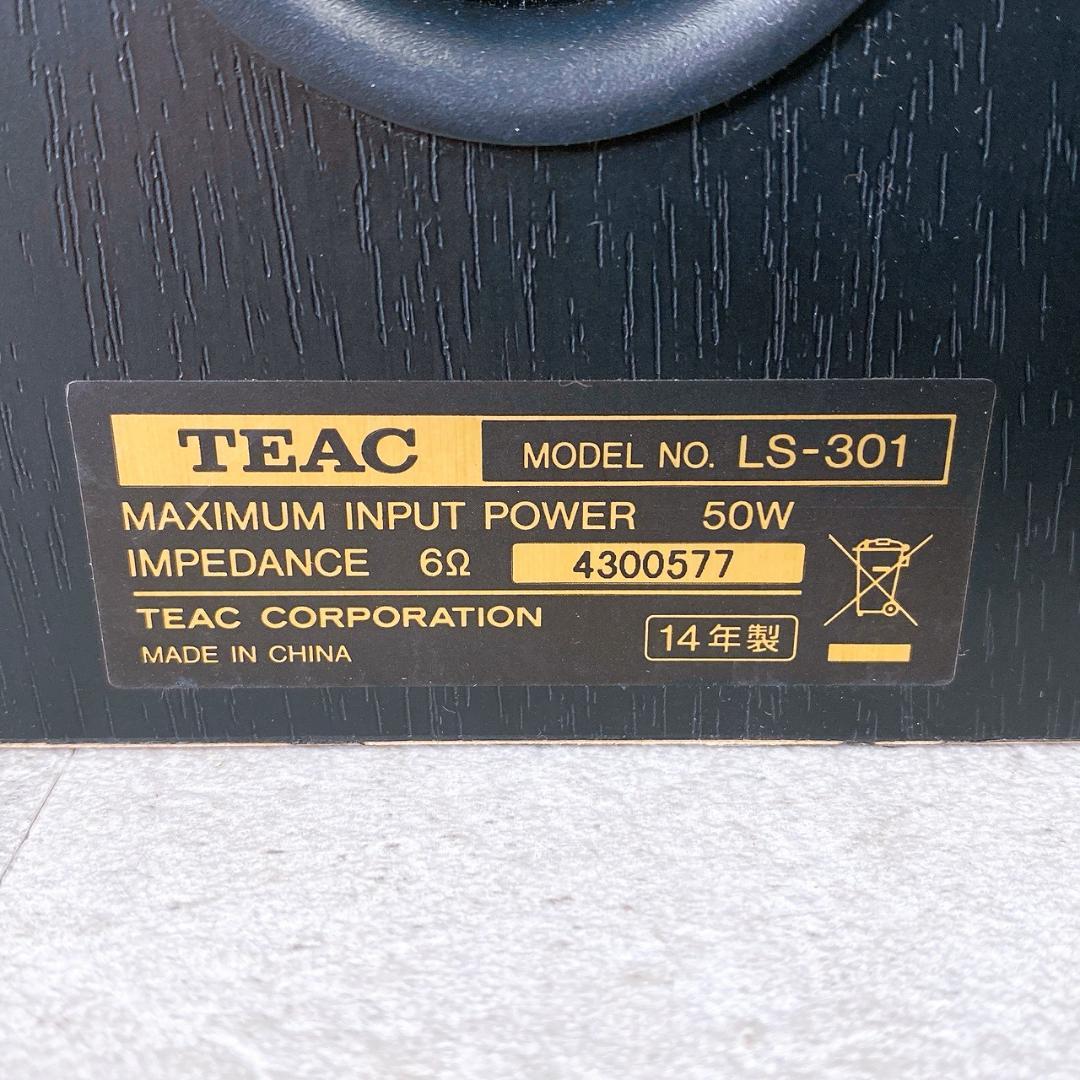 TEAC MODEL NO. LS-301
MAXIMUM INPUT POWER 50W
IMPEDANCE 6Ω 4300577
TEAC CORPORATION
MADE IN CHINA 14年製